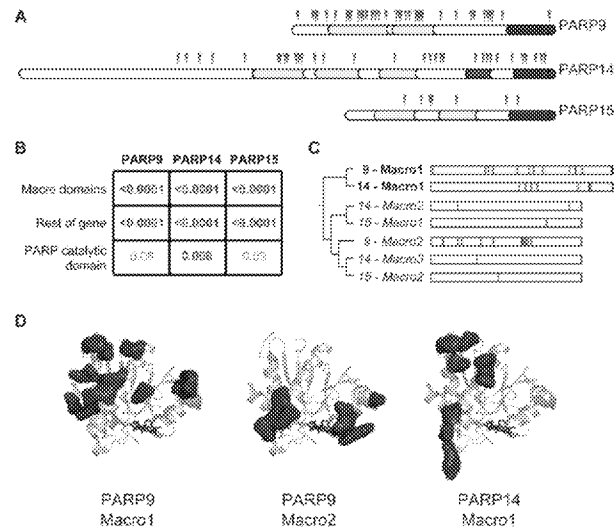 A
PARP9
PARP14
PARP15
B
PARP9 PARP14 PARP15
Macro domains <0.0001 <0.0001 <0.0001
Rest of gene <0.0001 <0.0001 <0.0001
PARP catalytic domain 0.006
C
9 - Macro1
14 - Macro1
14 - Macro2
15 - Macro1
9 - Macro2
14 - Macro3
15 - Macro2
D
PARP9 PARP9 PARP14
Macro1 Macro2 Macro1